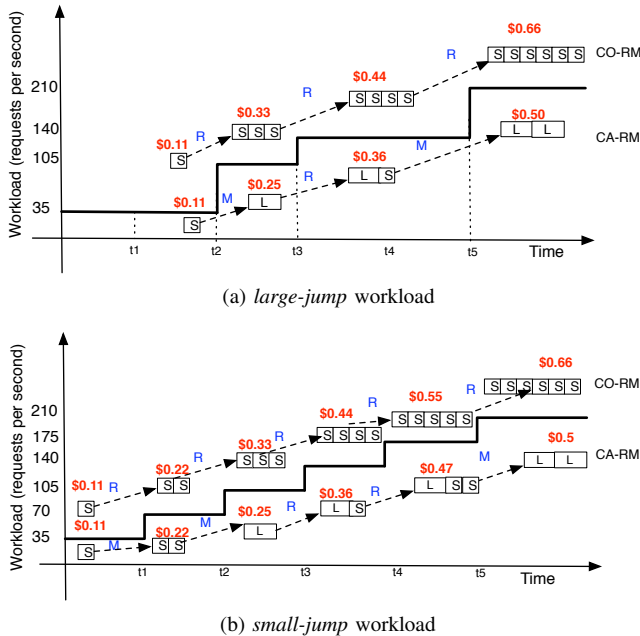 $0.66
CO-RM
R
$0.44
R
S S S S S S
210
$0.33
S S S S
$0.50
140
R
S S S
M
L L
CA-RM
$0.11
105
S
$0.36
R
L S
$0.25
$0.11
M
L
35
S
t1 t2 t3 t4 t5 Time
Workload (requests per second)
(a) large-jump workload
$0.66
R
S S S S S S
CO-RM
$0.55
R
210
$0.44
S S S S S
R
175
$0.33
S S S S
R
M
$0.5
140
$0.22
S S S
L L
CA-RM
$0.11
R
$0.47
105
S S
R
L S S
$0.36
70
S
R
L S
$0.11
$0.22
M
$0.25
L
35
S
M
S S
t1 t2 t3 t4 t5 Time
Workload (requests per second)
(b) small-jump workload